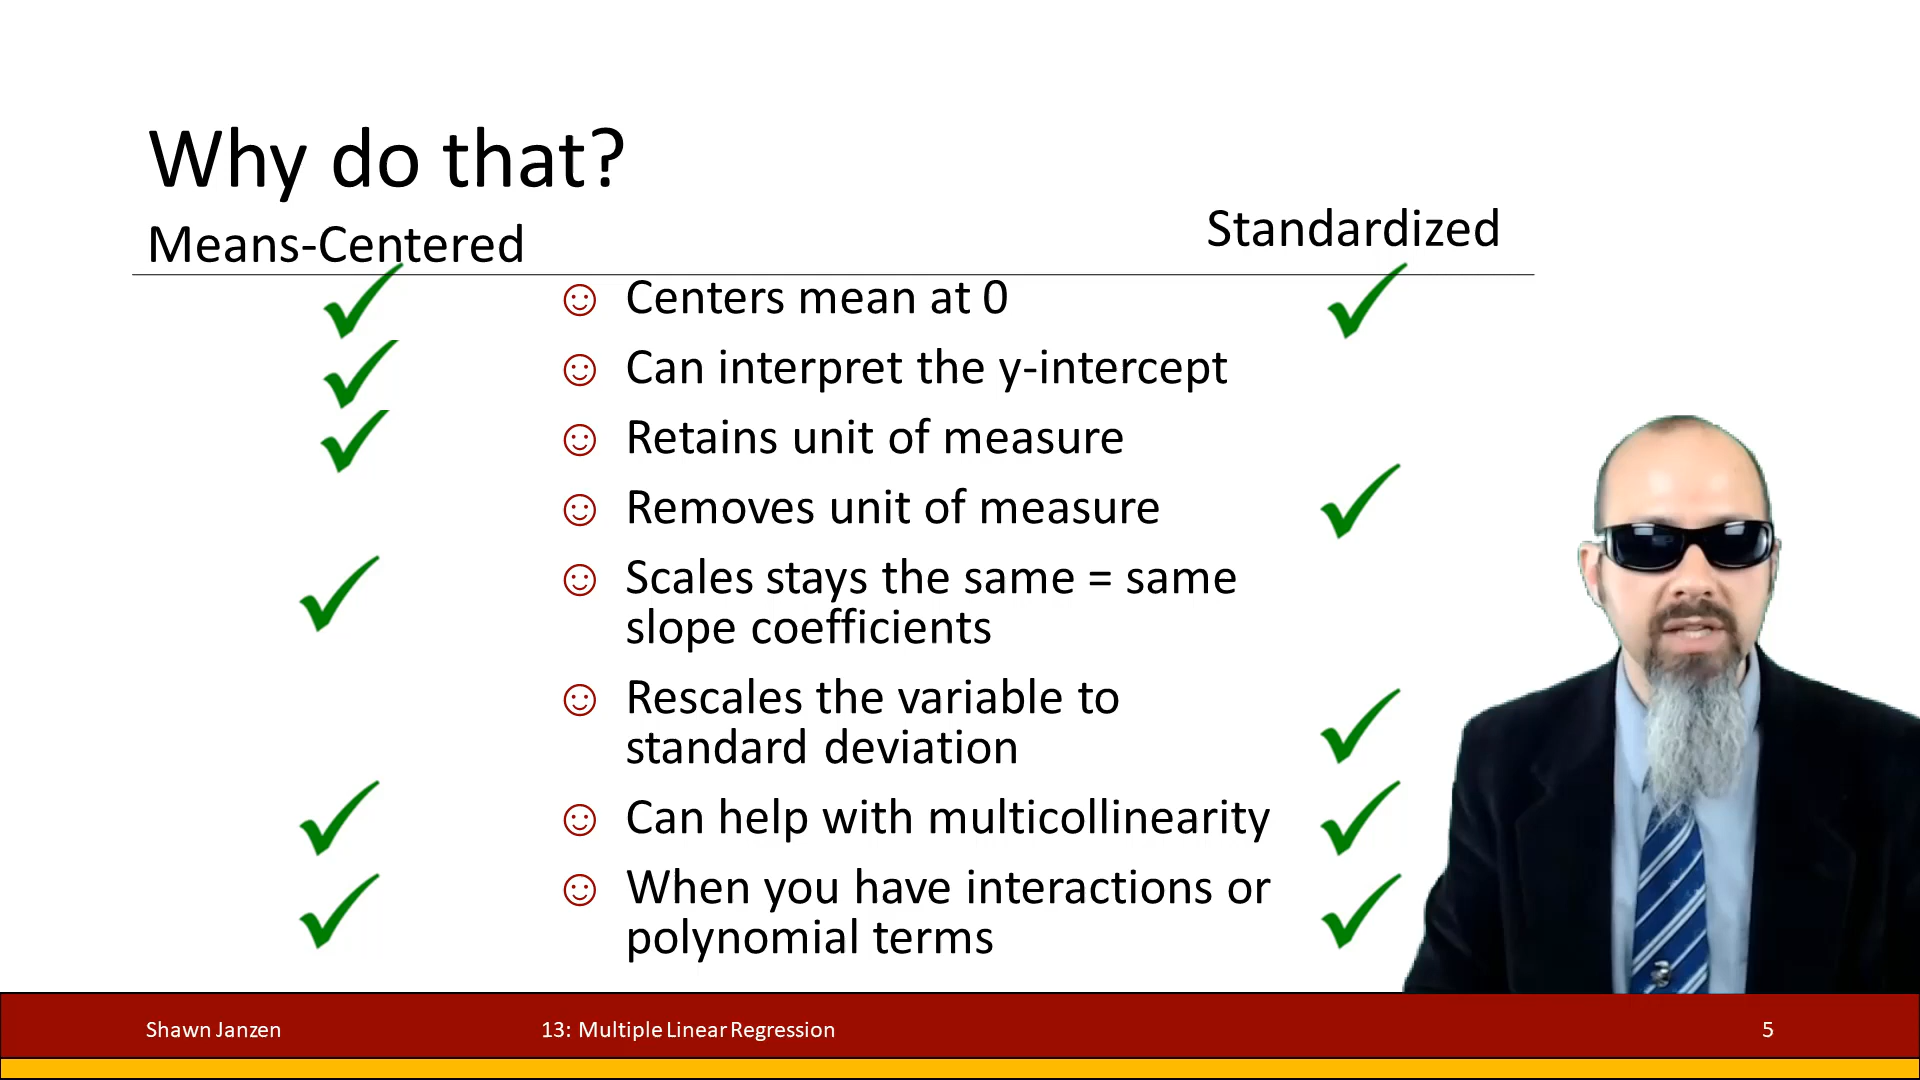 Why do that?
Means-Centered
Standardized
Centers mean at 0
Can interpret the y-intercept
Retains unit of measure
Removes unit of measure
Scales stays the same = same
slope coefficients
Rescales the variable to
standard deviation
Can help with multicollinearity
When you have interactions or
polynomial terms
Shawn Janzen
13: Multiple Linear Regression
5